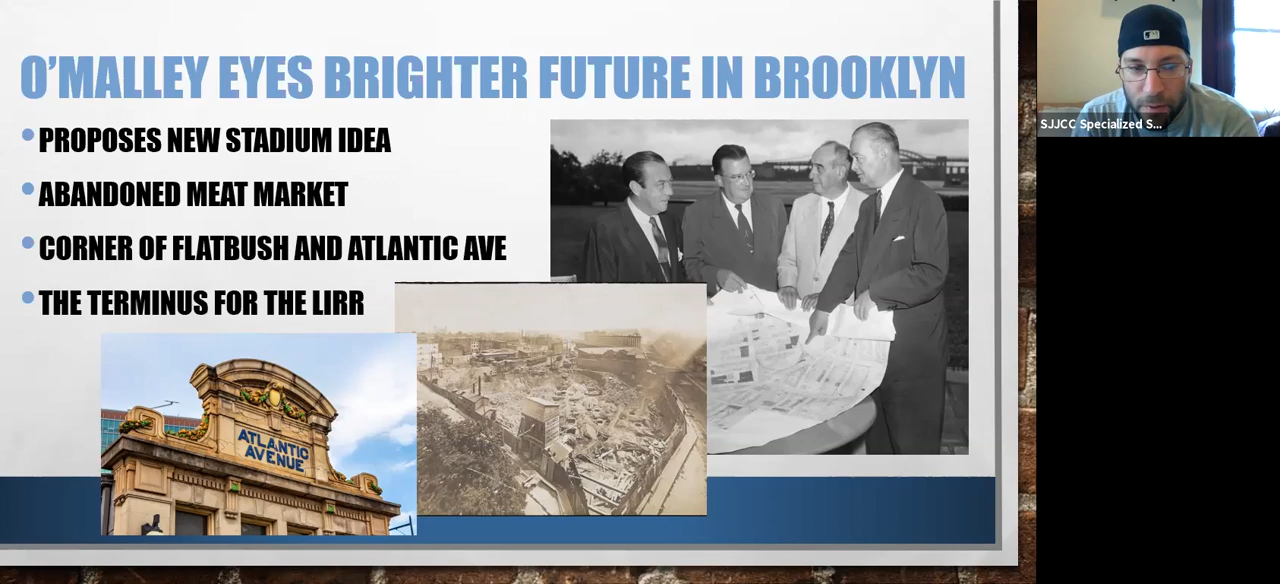 O'MALLEY EYES BRIGHTER FUTURE IN BROOKLYN
PROPOSES NEW STADIUM IDEA
ABANDONED MEAT MARKET
CORNER OF FLATBUSH AND ATLANTIC AVE
THE TERMINUS FOR THE LIRR
ATLANTIC
AVENUE
SJJCC Specialized S...